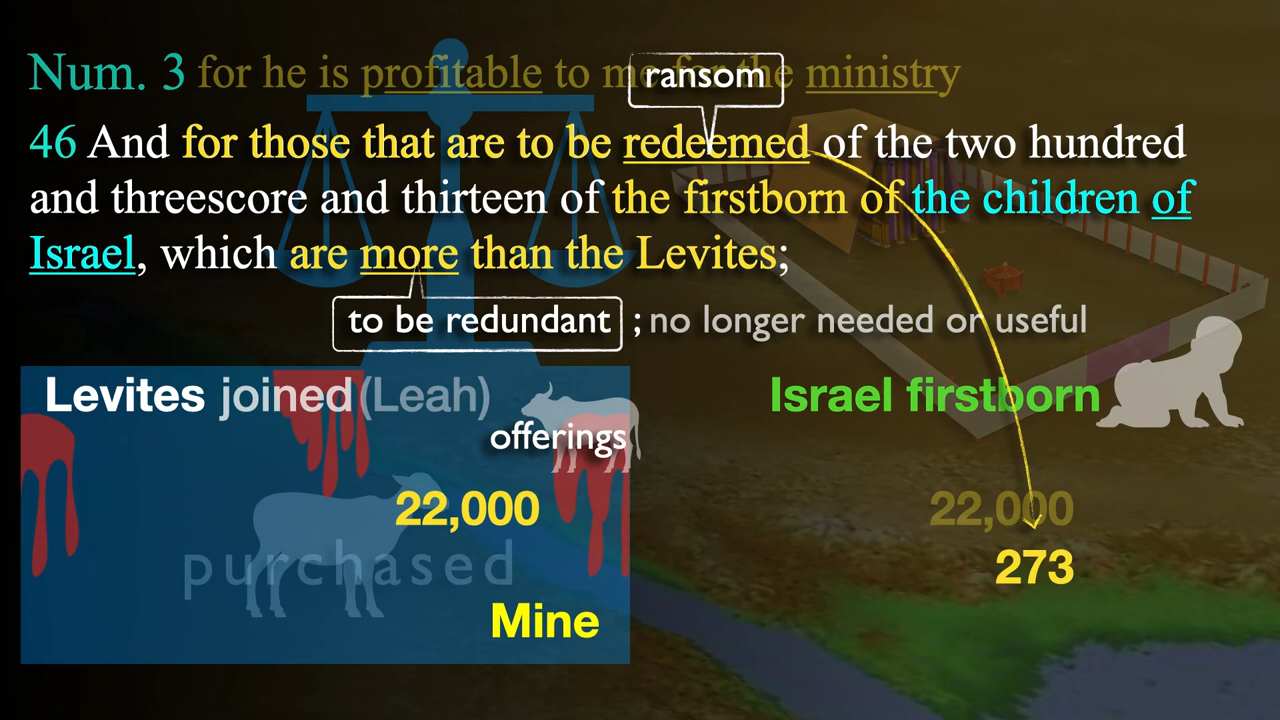 Num. 3 for he is profitable to me for the ministry
ransom
46 And for those that are to be redeemed of the two hundred
and threescore and thirteen of the firstborn of the children of
Israel, which are more than the Levites;
to be redundant ; no longer needed or useful
Levites joined (Leah)
Israel firstborn
offerings
22,000
22,000
purchased
273
Mine